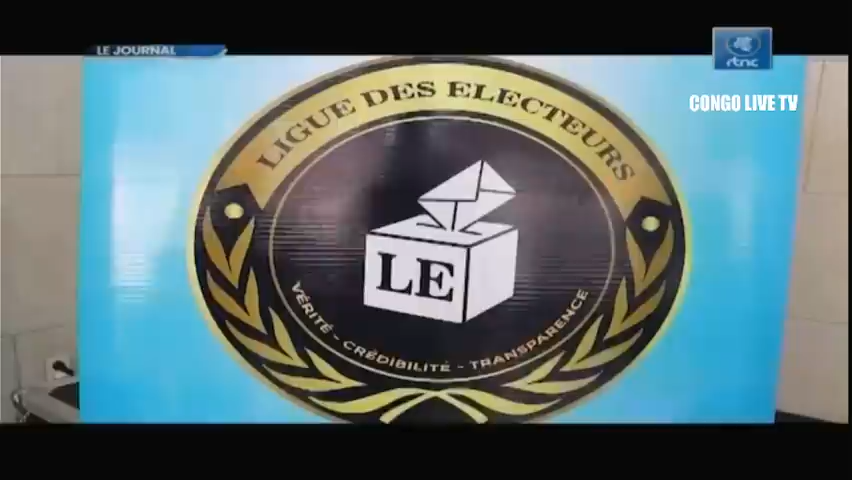 LE JOURNAL
rtnc
CONGO LIVE TV
LIGUE DES ELECTEURS
LE
VÉRITÉ - CRÉDIBILITÉ - TRANSPARENCE